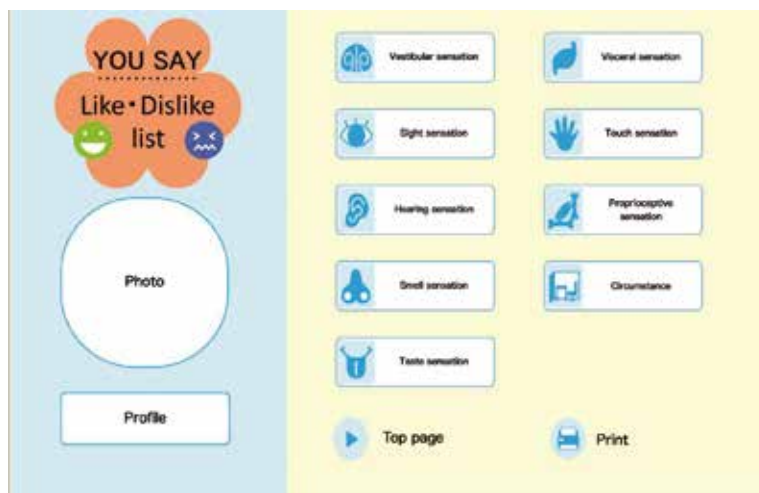 YOU SAY
Like・Dislike
list
Photo
Profile
Vestibular sensation
Sight sensation
Hearing sensation
Smell sensation
Taste sensation
Visceral sensation
Touch sensation
Proprioceptive
sensation
Circumstance
Top page
Print